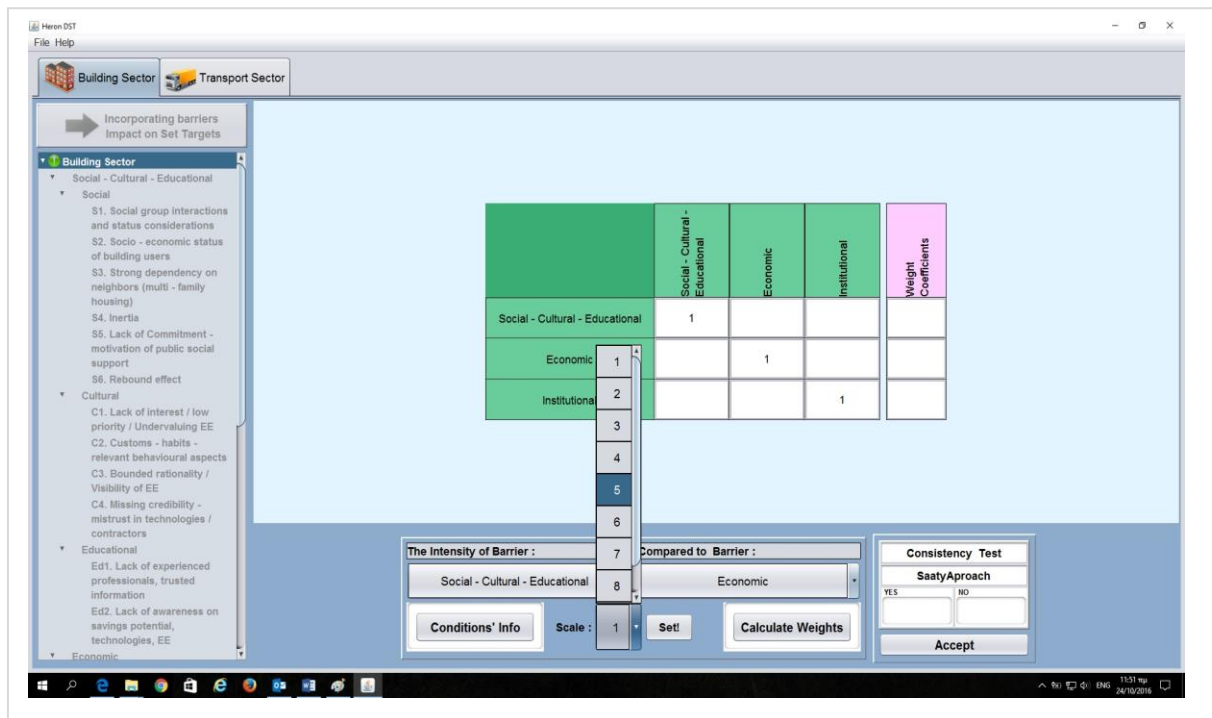 Heron DST
File Help
Building Sector
Transport Sector
Incorporating barriers
Impact on Set Targets
Building Sector
Social - Cultural - Educational
Social
S1. Social group interactions
and status considerations
S2. Socio - economic status
of building users
S3. Strong dependency on
neighbors (multi - family
housing)
S4. Inertia
S5. Lack of Commitment -
motivation of public social
support
S6. Rebound effect
Cultural
C1. Lack of interest / low
priority / Undervaluing EE
C2. Customs - habits -
relevant behavioural aspects
C3. Bounded rationality /
Visibility of EE
C4. Missing credibility -
mistrust in technologies /
contractors
Educational
Ed1. Lack of experienced
professionals, trusted
information
Ed2. Lack of awareness on
savings potential,
technologies, EE
Economic
Social - Cultural -
Educational
Economic
Institutional
Weight
Coefficients
Social - Cultural - Educational 1
Economic 1
Institutional 1
1
2
3
4
5
6
7
8
The Intensity of Barrier :
Compared to Barrier :
Social - Cultural - Educational
Economic
Conditions' Info
Scale : 1
Set!
Calculate Weights
Consistency Test
SaatyAproach
YES NO
Accept
ENG
11:51 πμ
24/10/2016